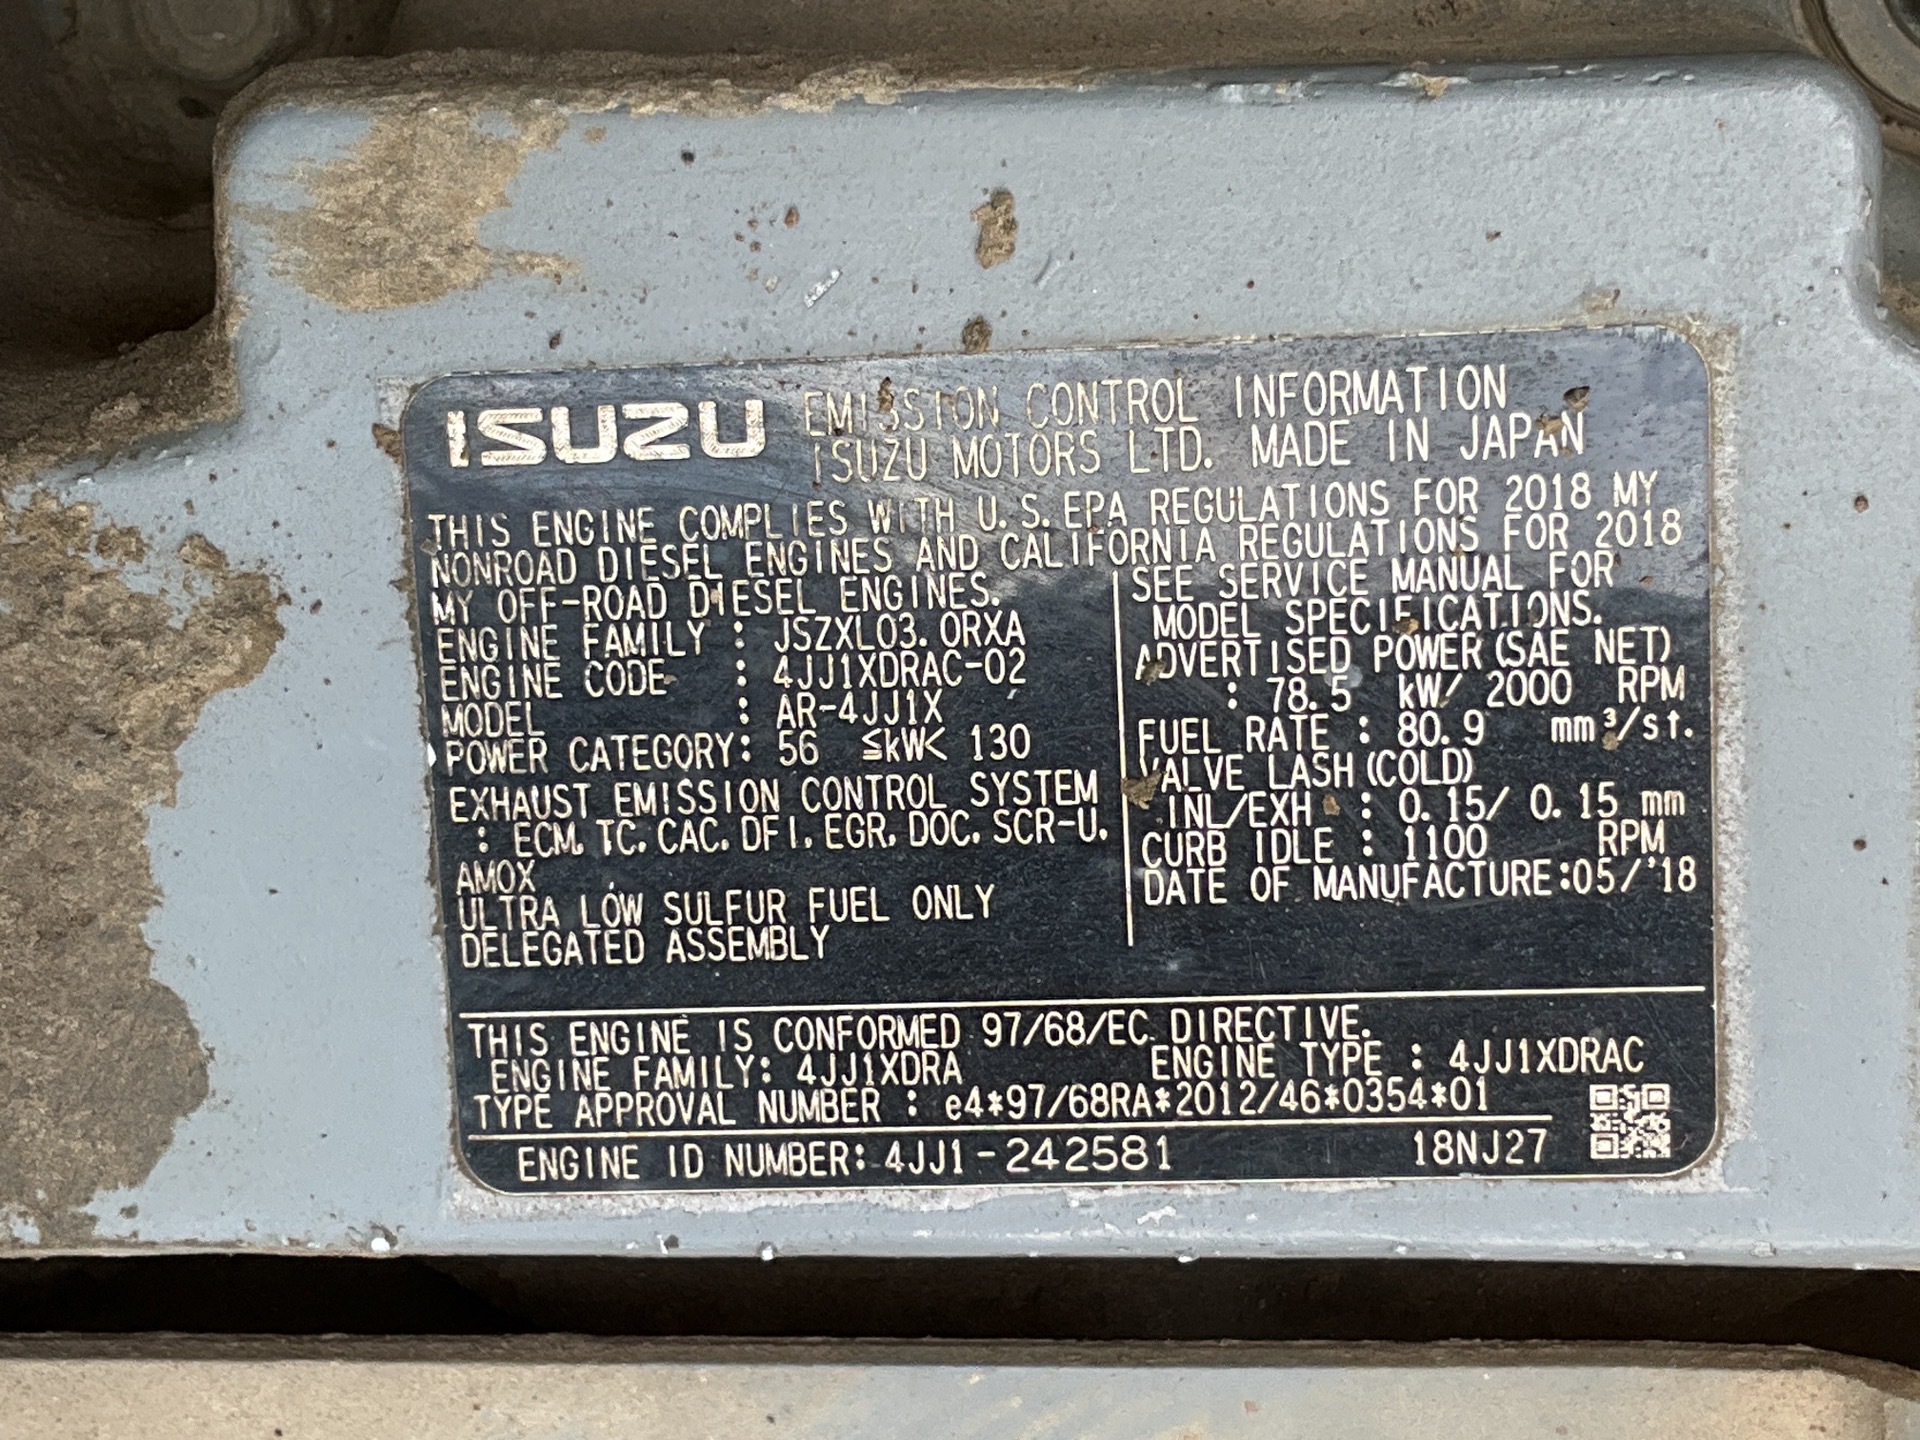 ISUZU EMISSION CONTROL INFORMATION
ISUZU MOTORS LTD. MADE IN JAPAN
THIS ENGINE COMPLIES WITH U.S.EPA REGULATIONS FOR 2018 MY
NONROAD DIESEL ENGINES AND CALIFORNIA REGULATIONS FOR 2018
MY OFF-ROAD DIESEL ENGINES.
ENGINE FAMILY : JSZXL03.0RXA
ENGINE CODE : 4JJ1XDRAC-02
MODEL : AR-4JJ1X
POWER CATEGORY: 56 ≦kW< 130
EXHAUST EMISSION CONTROL SYSTEM
: ECM, TC, CAC, DFI, EGR, DOC, SCR-U,
AMOX
ULTRA LOW SULFUR FUEL ONLY
DELEGATED ASSEMBLY
SEE SERVICE MANUAL FOR
MODEL SPECIFICATIONS.
ADVERTISED POWER(SAE NET)
: 78.5 kW/ 2000 RPM
FUEL RATE : 80.9 mm³/st.
VALVE LASH(COLD)
INL/EXH : 0.15/ 0.15 mm
CURB IDLE : 1100 RPM
DATE OF MANUFACTURE:05/'18
THIS ENGINE IS CONFORMED 97/68/EC DIRECTIVE.
ENGINE FAMILY: 4JJ1XDRA ENGINE TYPE : 4JJ1XDRAC
TYPE APPROVAL NUMBER : e4*97/68RA*2012/46*0354*01
ENGINE ID NUMBER: 4JJ1-242581 18NJ27